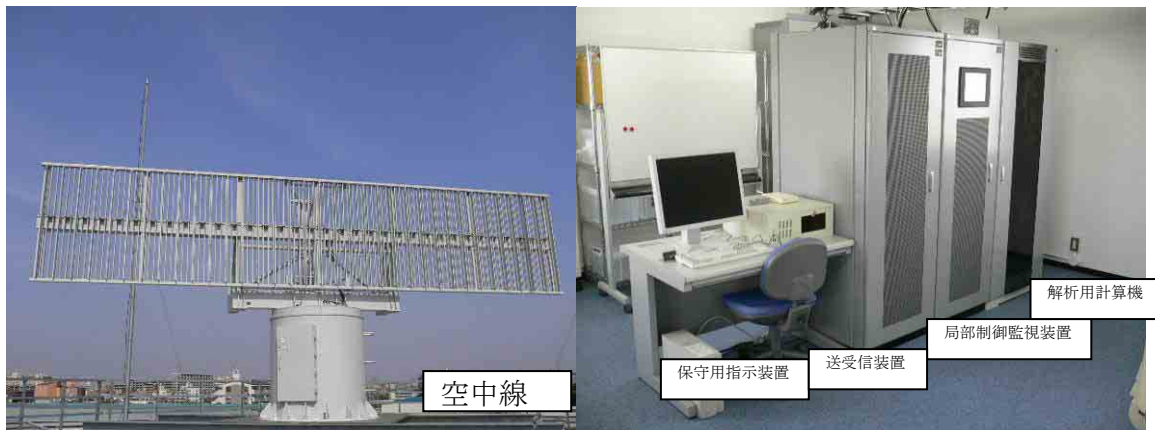 空中線
保守用指示装置
送受信装置
局部制御監視装置
解析用計算機